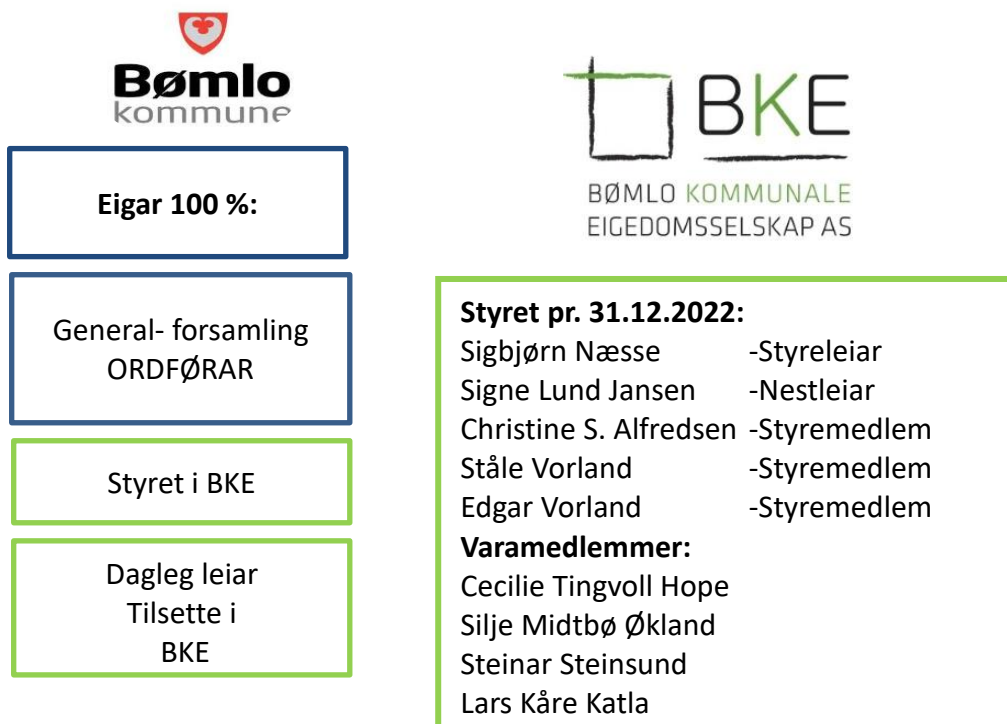 Bømlo
kommune
Eigar 100 %:
General- forsamling
ORDFØRAR
Styret i BKE
Dagleg leiar
Tilsette i
BKE
BKE
BØMLO KOMMUNALE
EIGEDOMSSELSKAP AS
Styret pr. 31.12.2022:
Sigbjørn Næsse -Styreleiar
Signe Lund Jansen -Nestleiar
Christine S. Alfredsen -Styremedlem
Ståle Vorland -Styremedlem
Edgar Vorland -Styremedlem
Varamedlemmer:
Cecilie Tingvoll Hope
Silje Midtbø Økland
Steinar Steinsund
Lars Kåre Katla